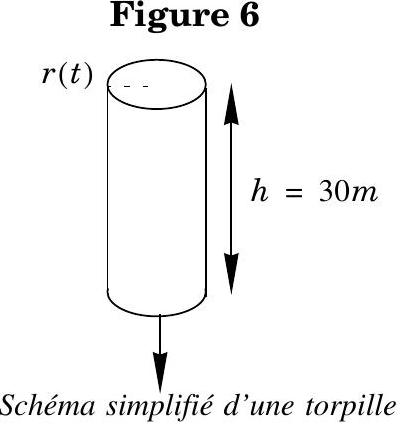 Figure 6
r(t)
h = 30m
Schéma simplifié d'une torpille